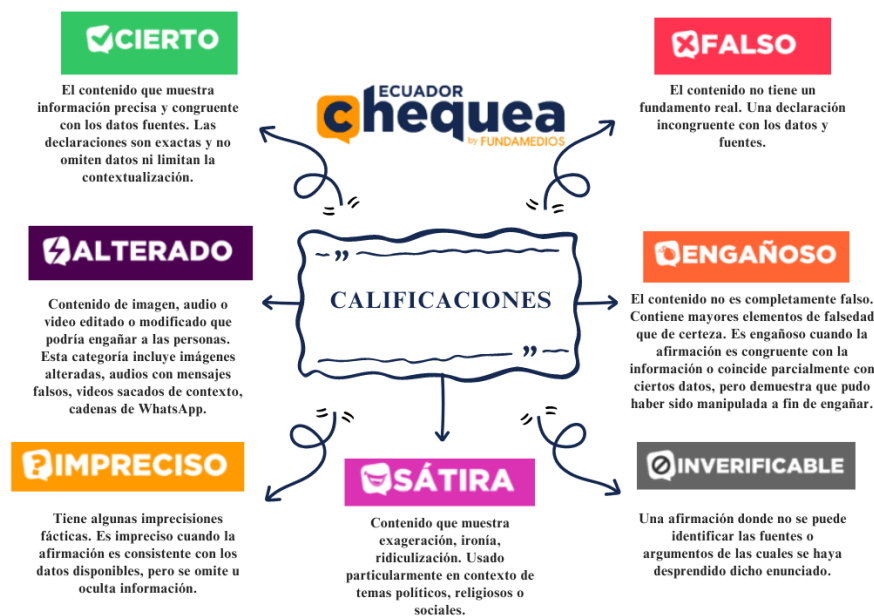 CIERTO
El contenido que muestra
información precisa y congruente
con los datos fuentes. Las
declaraciones son exactas y no
omiten datos ni limitan la
contextualización.
ECUADOR
chequea
by FUNDAMEDIOS
FALSO
El contenido no tiene un
fundamento real. Una declaración
incongruente con los datos y
fuentes.
ALTERADO
Contenido de imagen, audio o
video editado o modificado que
podría engañar a las personas.
Esta categoría incluye imágenes
alteradas, audios con mensajes
falsos, videos sacados de contexto,
cadenas de WhatsApp.
CALIFICACIONES
ENGAÑOSO
El contenido no es completamente falso.
Contiene mayores elementos de falsedad
que de certeza. Es engañoso cuando la
afirmación es congruente con la
información o coincide parcialmente con
ciertos datos, pero demuestra que pudo
haber sido manipulada a fin de engañar.
IMPRECISO
Tiene algunas imprecisiones
fácticas. Es impreciso cuando la
afirmación es consistente con los
datos disponibles, pero se omite u
oculta información.
SÁTIRA
Contenido que muestra
exageración, ironía,
ridiculización. Usado
particularmente en contexto de
temas políticos, religiosos o
sociales.
INVERIFICABLE
Una afirmación donde no se puede
identificar las fuentes o
argumentos de las cuales se haya
desprendido dicho enunciado.